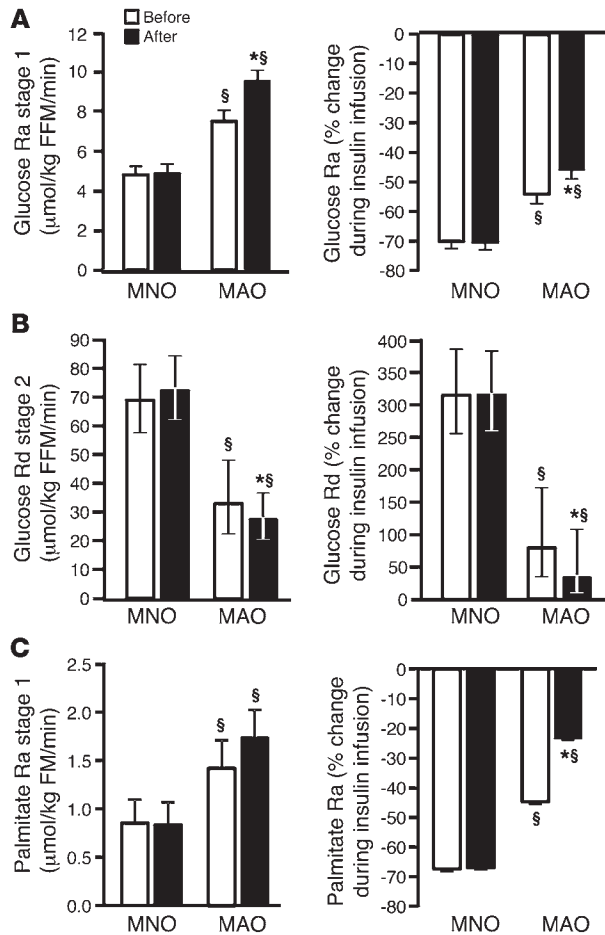 A
Before
After
Glucose Ra stage 1
(µmol/kg FFM/min)
12
10
8
6
4
2
0
*§
§
MNO
MAO
Glucose Ra (% change
during insulin infusion)
0
-10
-20
-30
-40
-50
-60
-70
-80
§
*§
MNO
MAO
B
Glucose Rd stage 2
(µmol/kg FFM/min)
90
80
70
60
50
40
30
20
10
0
§
*§
MNO
MAO
Glucose Rd (% change
during insulin infusion)
400
350
300
250
200
150
100
50
0
§
*§
MNO
MAO
C
Palmitate Ra stage 1
(µmol/kg FM/min)
2.5
2.0
1.5
1.0
0.5
0.0
§
§
MNO
MAO
Palmitate Ra (% change
during insulin infusion)
0
-10
-20
-30
-40
-50
-60
-70
-80
§
*§
MNO
MAO